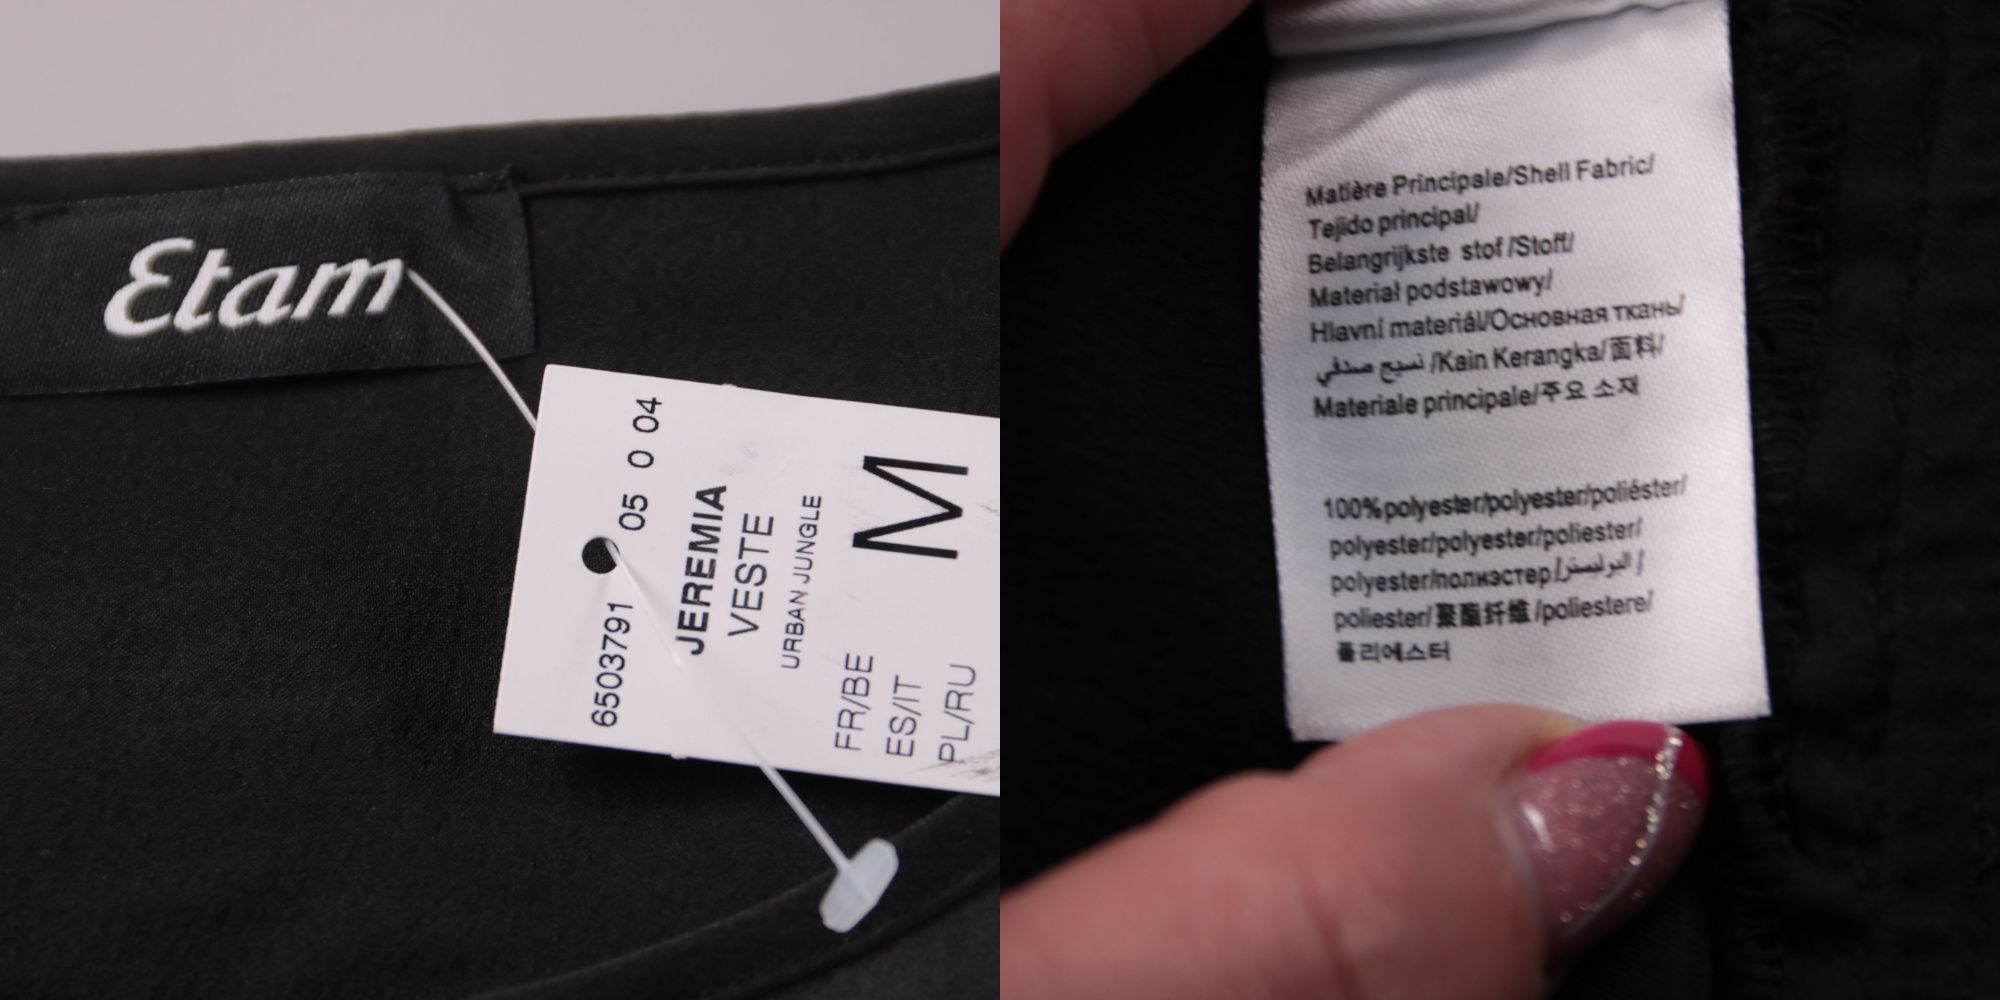 Etam
6503791 05 0 04
JEREMIA
VESTE
URBAN JUNGLE
FR/BE
ES/IT
PL/RU
M
Matière Principale/Shell Fabric/
Tejido principal/
Belangrijkste stof /Stoff/
Materiał podstawowy/
Hlavní materiál/Основная ткань/
نسيج صدفي /Kain Kerangka/面料/
Materiale principale/주요 소재
100%polyester/polyester/poliéster/
polyester/polyester/poliester/
polyester/полиэстер/البوليستر/
poliester/聚酯纤维/poliestere/
폴리에스터